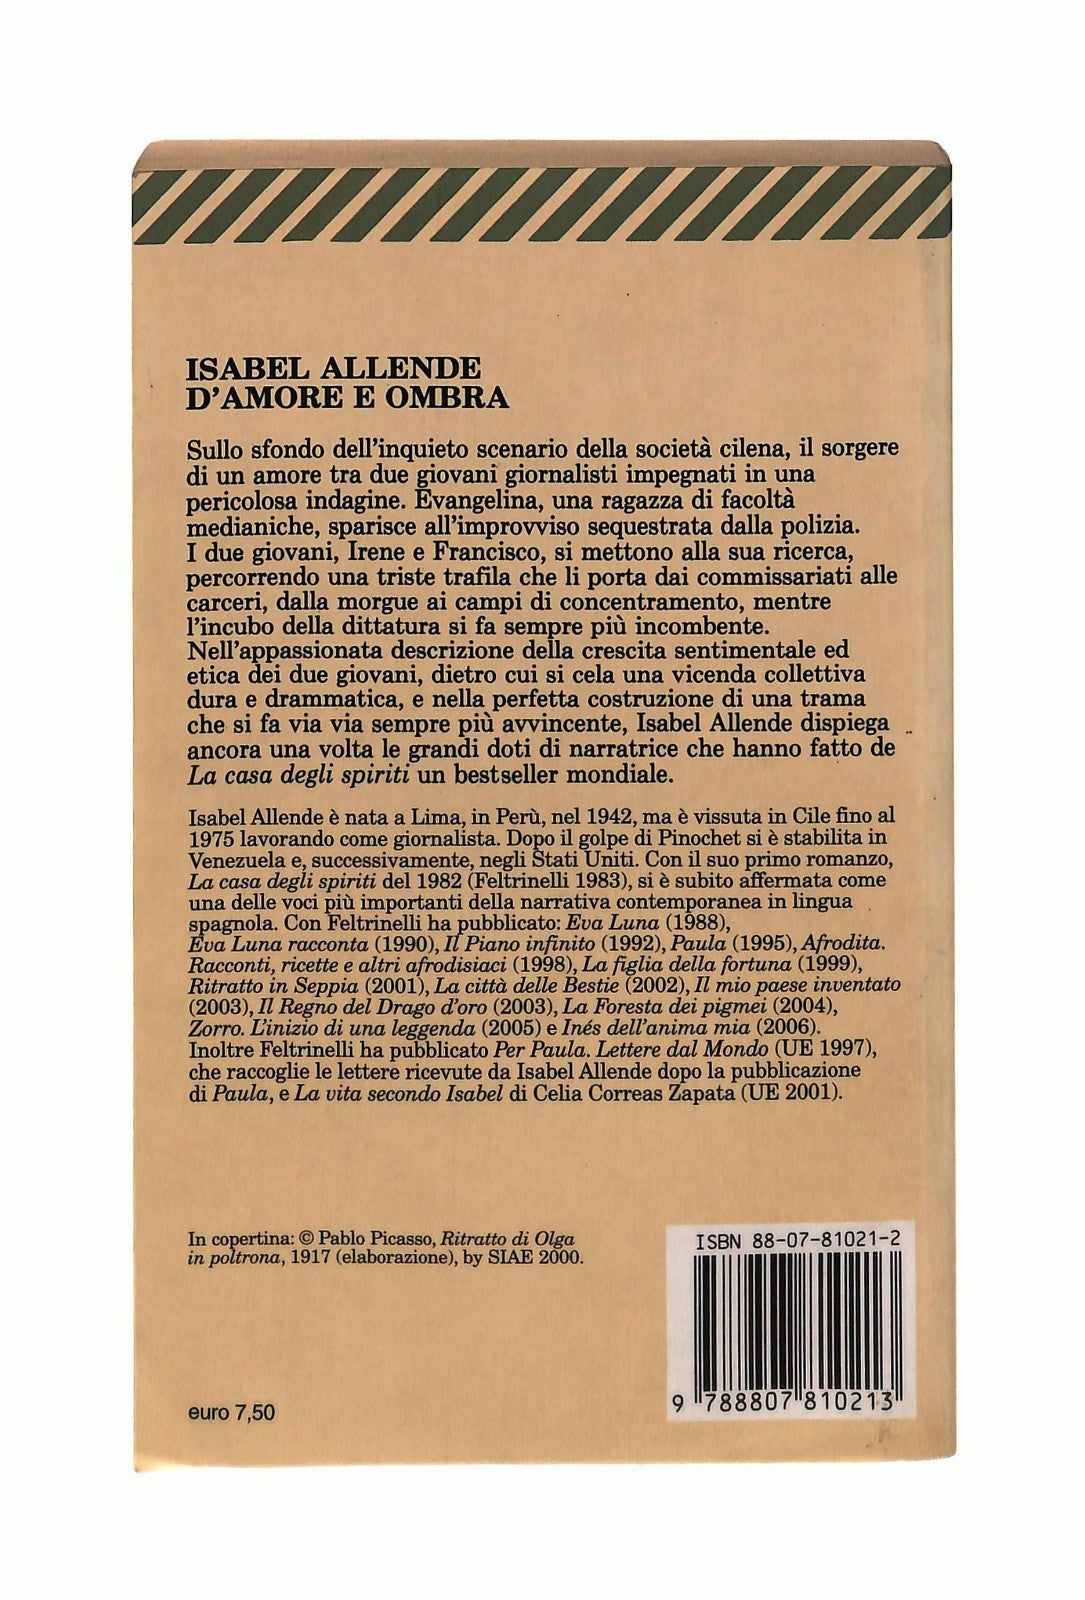 ISABEL ALLENDE
D'AMORE E OMBRA
Sullo sfondo dell'inquieto scenario della società cilena, il sorgere
di un amore tra due giovani giornalisti impegnati in una
pericolosa indagine. Evangelina, una ragazza di facoltà
medianiche, sparisce all'improvviso sequestrata dalla polizia.
I due giovani, Irene e Francisco, si mettono alla sua ricerca,
percorrendo una triste trafila che li porta dai commissariati alle
carceri, dalla morgue ai campi di concentramento, mentre
l'incubo della dittatura si fa sempre più incombente.
Nell'appassionata descrizione della crescita sentimentale ed
etica dei due giovani, dietro cui si cela una vicenda collettiva
dura e drammatica, e nella perfetta costruzione di una trama
che si fa via via sempre più avvincente, Isabel Allende dispiega
ancora una volta le grandi doti di narratrice che hanno fatto de
La casa degli spiriti un bestseller mondiale.
Isabel Allende è nata a Lima, in Perù, nel 1942, ma è vissuta in Cile fino al
1975 lavorando come giornalista. Dopo il golpe di Pinochet si è stabilita in
Venezuela e, successivamente, negli Stati Uniti. Con il suo primo romanzo,
La casa degli spiriti del 1982 (Feltrinelli 1983), si è subito affermata come
una delle voci più importanti della narrativa contemporanea in lingua
spagnola. Con Feltrinelli ha pubblicato: Eva Luna (1988),
Eva Luna racconta (1990), Il Piano infinito (1992), Paula (1995), Afrodita.
Racconti, ricette e altri afrodisiaci (1998), La figlia della fortuna (1999),
Ritratto in Seppia (2001), La città delle Bestie (2002), Il mio paese inventato
(2003), Il Regno del Drago d'oro (2003), La Foresta dei pigmei (2004),
Zorro. L'inizio di una leggenda (2005) e Inés dell'anima mia (2006).
Inoltre Feltrinelli ha pubblicato Per Paula. Lettere dal Mondo (UE 1997),
che raccoglie le lettere ricevute da Isabel Allende dopo la pubblicazione
di Paula, e La vita secondo Isabel di Celia Correas Zapata (UE 2001).
In copertina: © Pablo Picasso, Ritratto di Olga
in poltrona, 1917 (elaborazione), by SIAE 2000.
ISBN 88-07-81021-2
9 788807 810213
euro 7,50